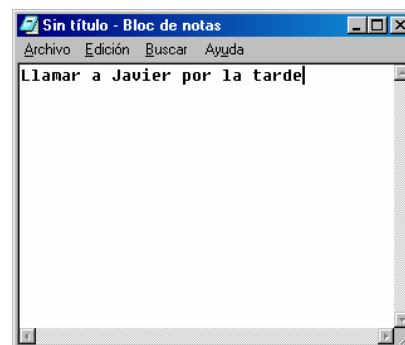 Sin título - Bloc de notas
Archivo Edición Buscar Ayuda
Llamar a Javier por la tarde